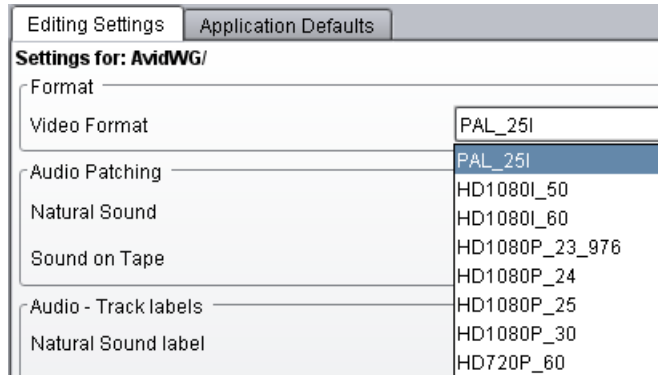 Editing Settings Application Defaults
Settings for: AvidWG/
Format
Video Format PAL_25I
PAL_25I
Audio Patching
HD1080I_50
Natural Sound
HD1080I_60
HD1080P_23_976
Sound on Tape
HD1080P_24
Audio - Track labels
HD1080P_25
HD1080P_30
Natural Sound label
HD720P_60